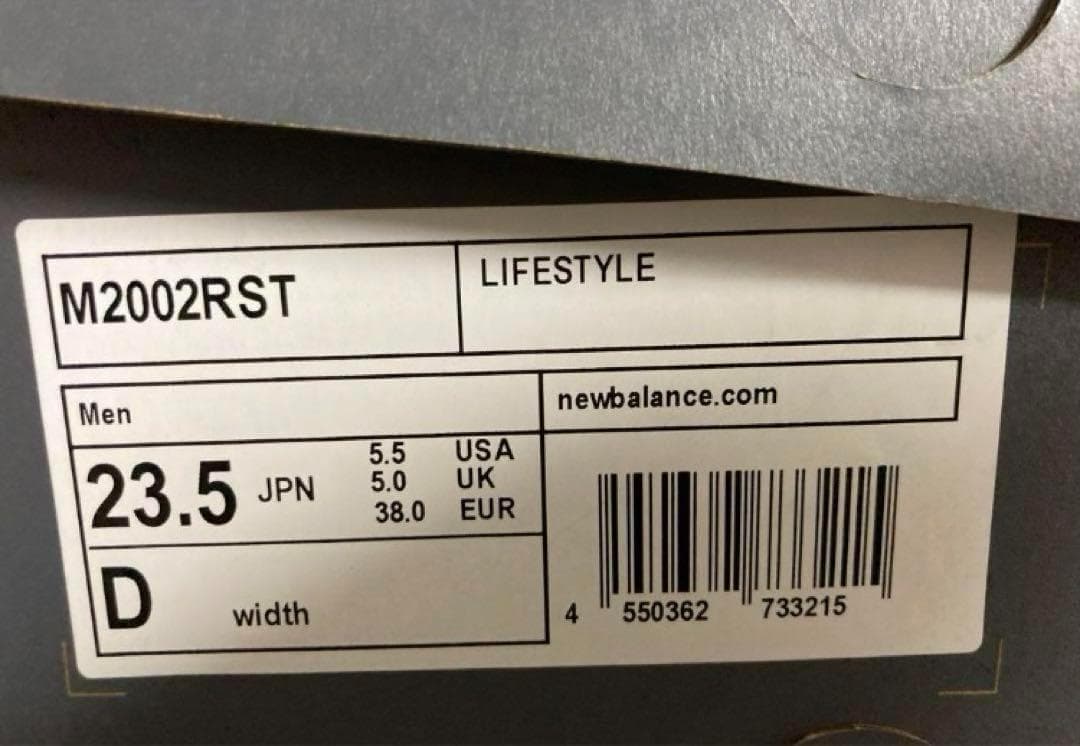 M2002RST
LIFESTYLE
Men
newbalance.com
23.5 JPN
5.5 USA
5.0 UK
38.0 EUR
D width
4 550362 733215